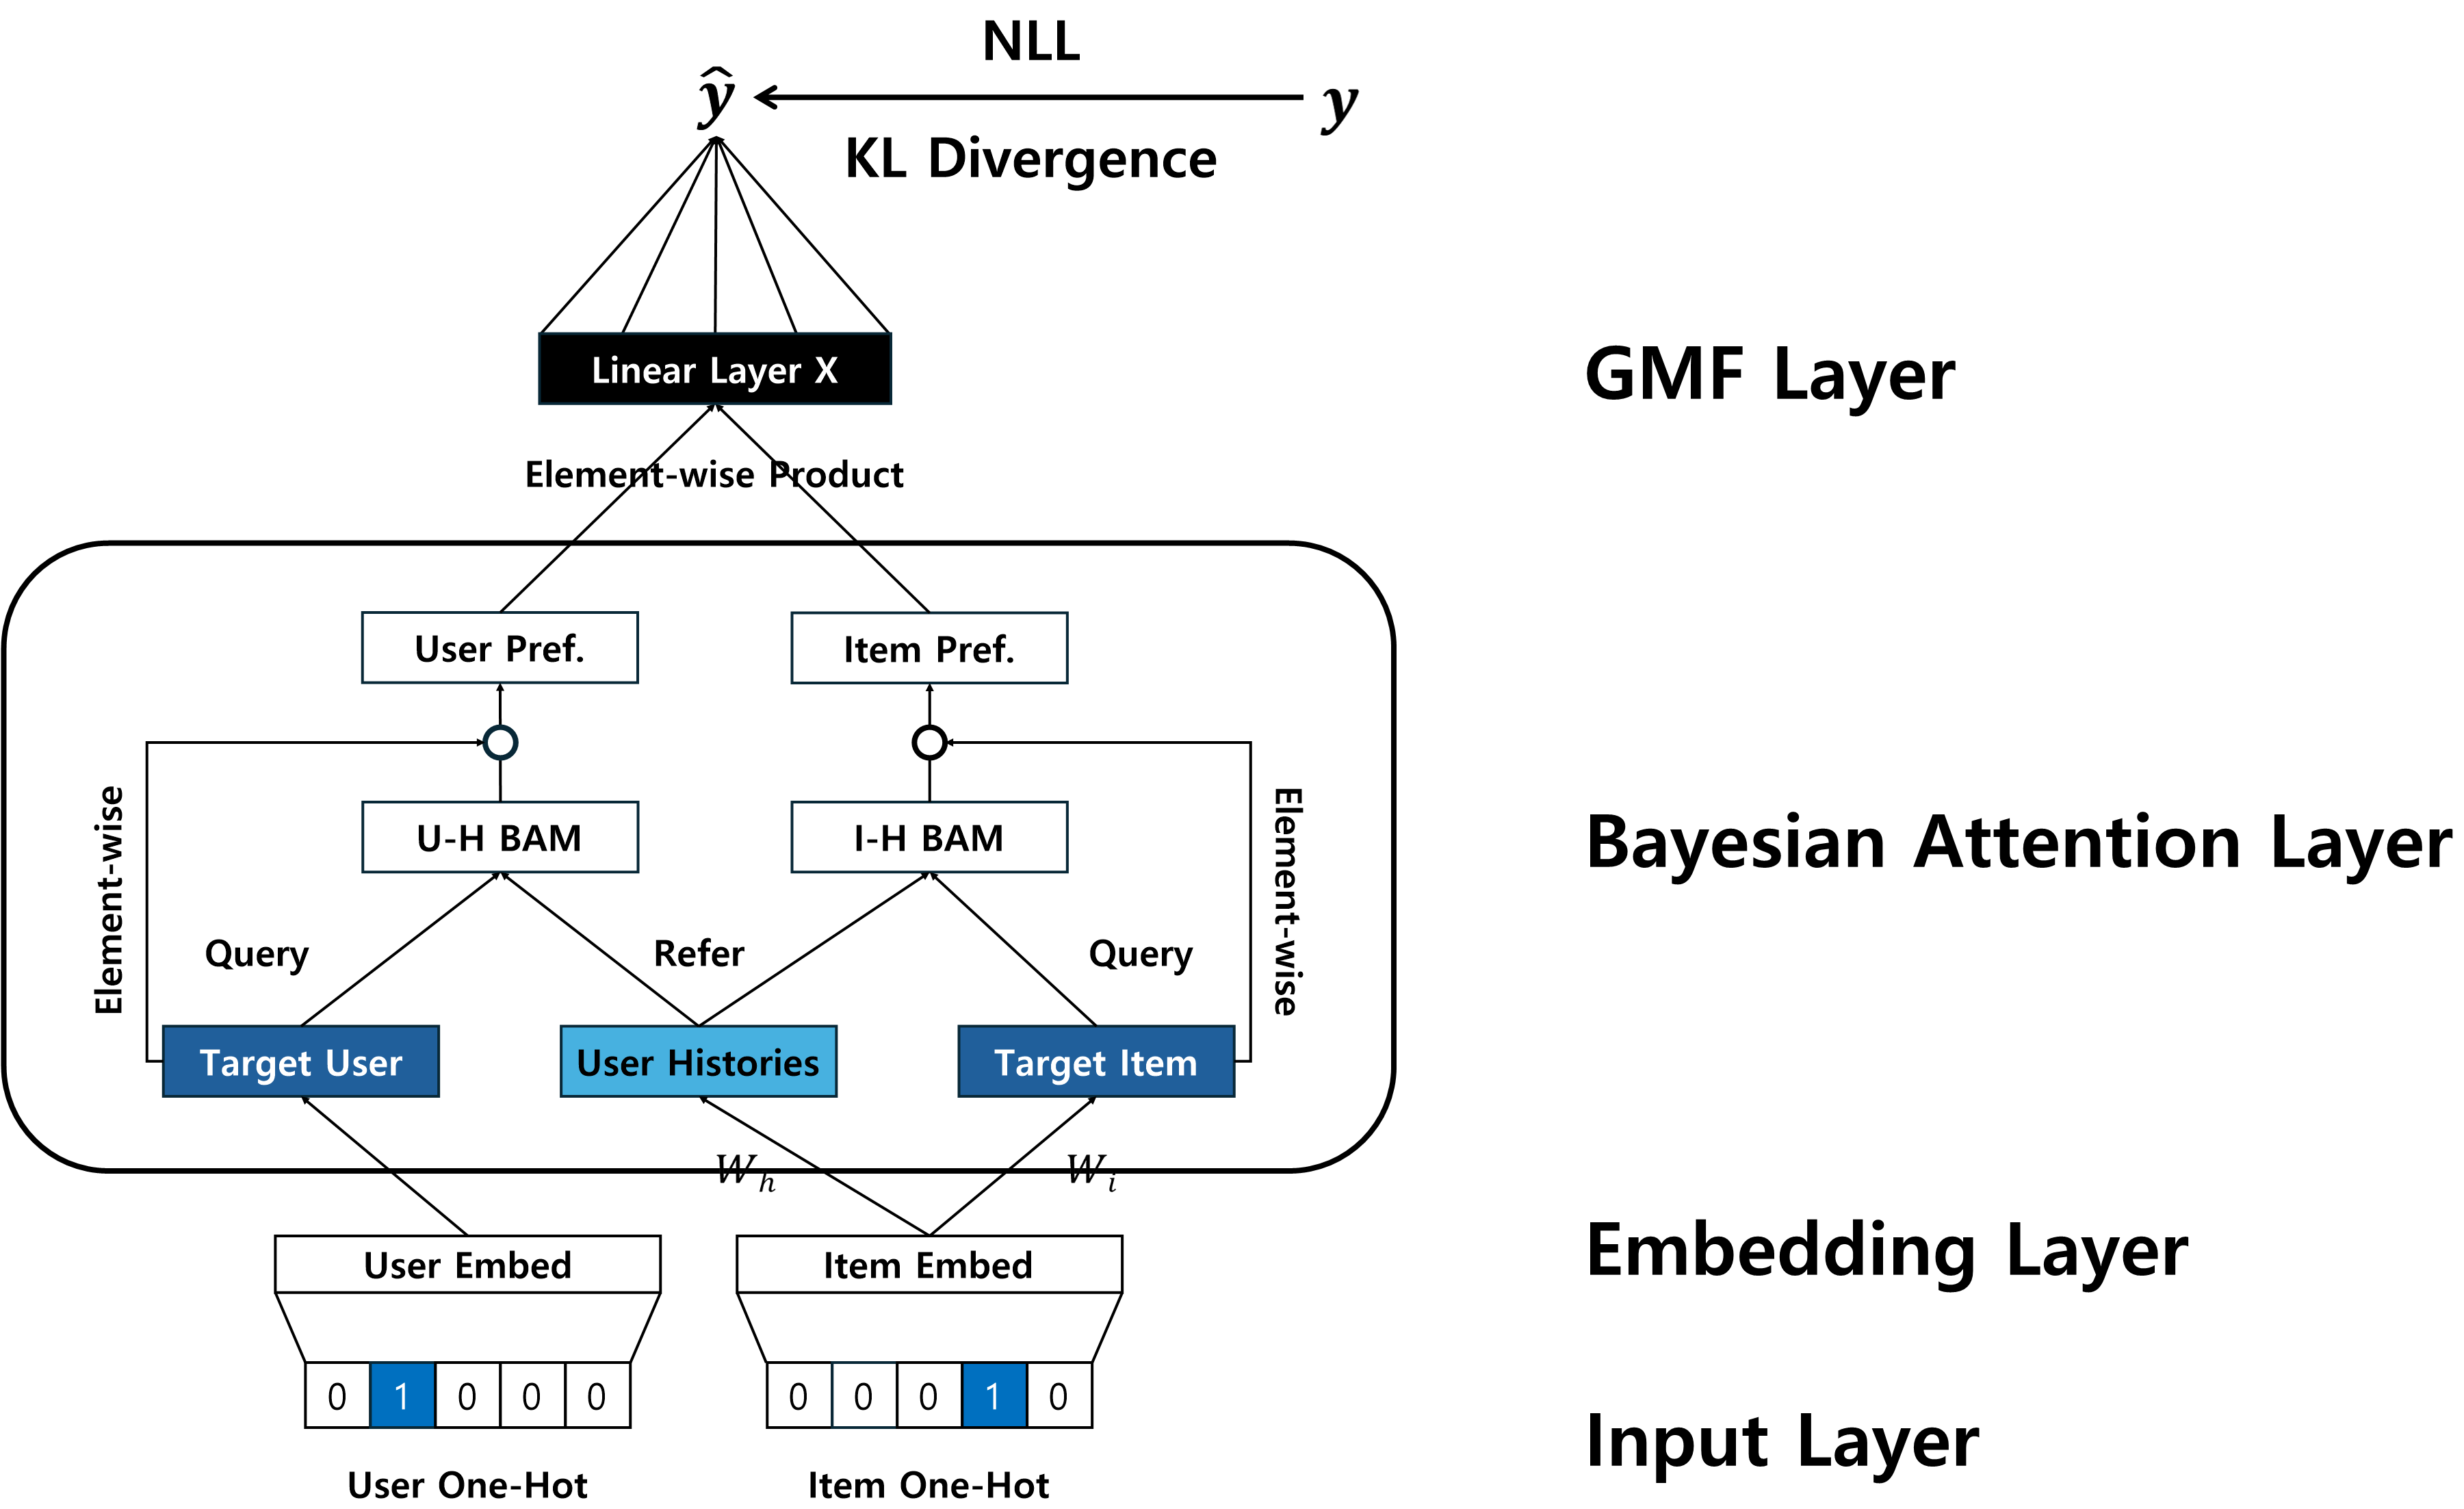 NLL
ŷ
y
KL Divergence
Linear Layer X
GMF Layer
Element-wise Product
User Pref.
Item Pref.
Element-wise
Element-wise
U-H BAM
I-H BAM
Bayesian Attention Layer
Query
Refer
Query
Target User
User Histories
Target Item
W_h
W_i
User Embed
Item Embed
Embedding Layer
0 1 0 0 0
0 0 0 1 0
Input Layer
User One-Hot
Item One-Hot